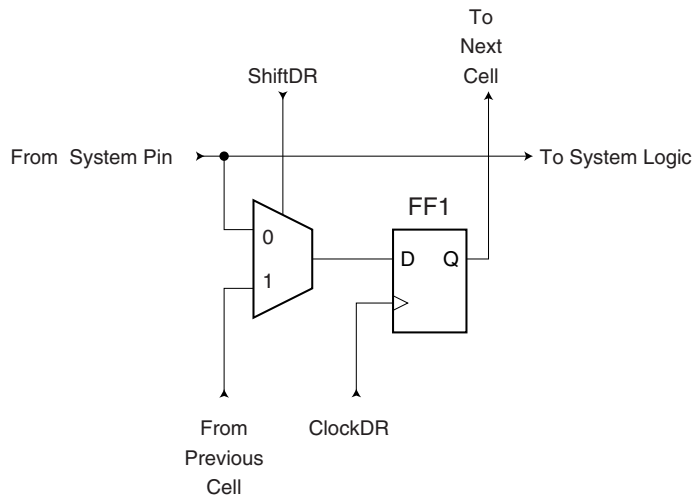 To
Next
Cell
ShiftDR
From System Pin
To System Logic
FF1
0
D Q
1
From
Previous
Cell
ClockDR